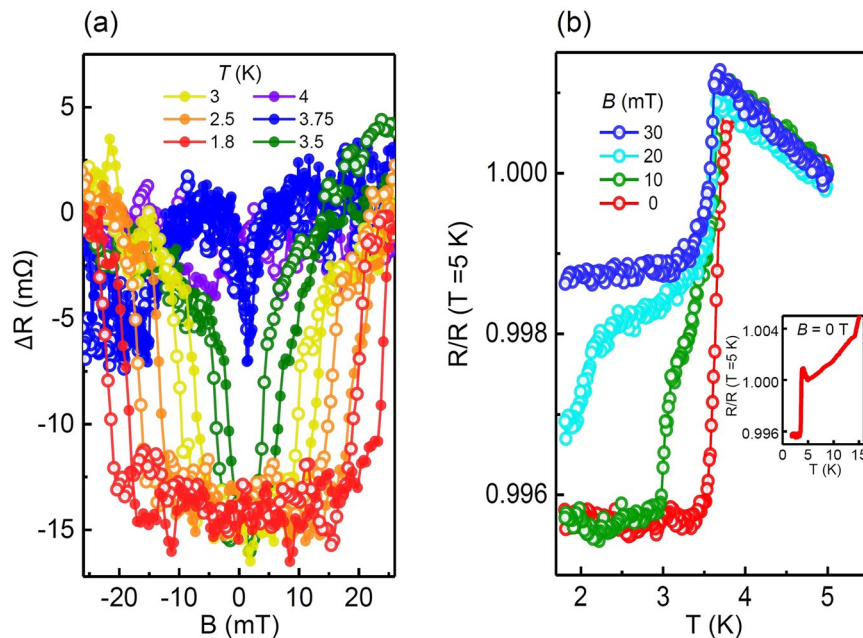 (a)
T (K)
3 4
2.5 3.75
1.8 3.5
5
0
-5
-10
-15
ΔR (mΩ)
-20 -10 0 10 20
B (mT)
(b)
B (mT)
30
20
10
0
1.000
0.998
0.996
R/R (T =5 K)
2 3 4 5
T (K)
B = 0 T
1.004
1.000
0.996
R/R (T =5 K)
0 5 10 15
T (K)